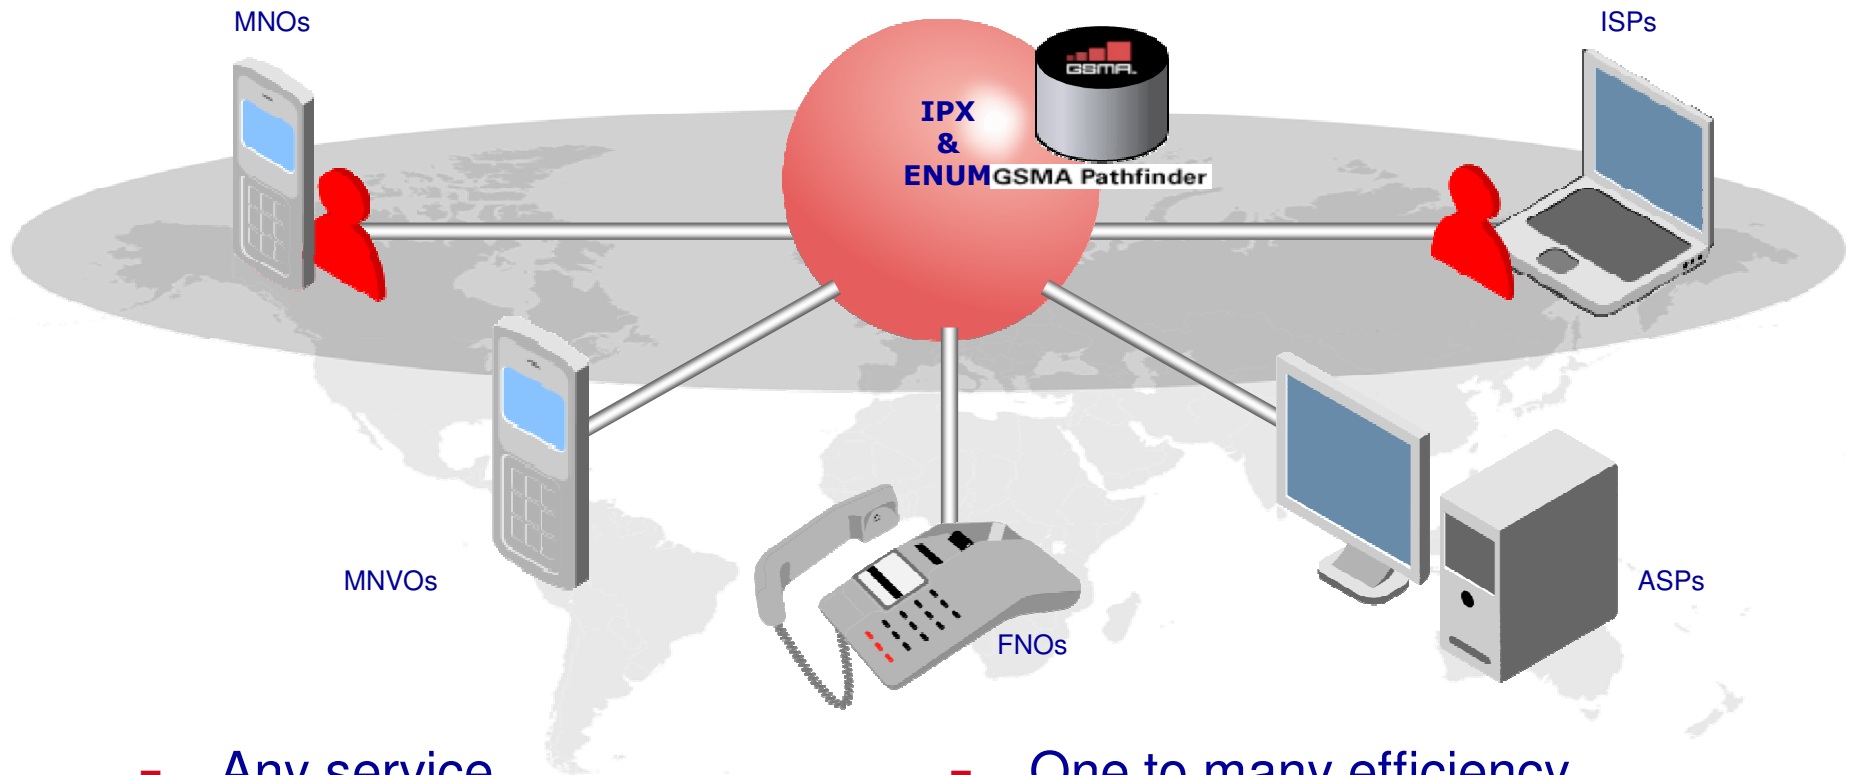 MNOs
ISPs
GSMA.
IPX
&
ENUM
GSMA Pathfinder
MNVOs
ASPs
FNOs
- Any service
- One to many efficiency